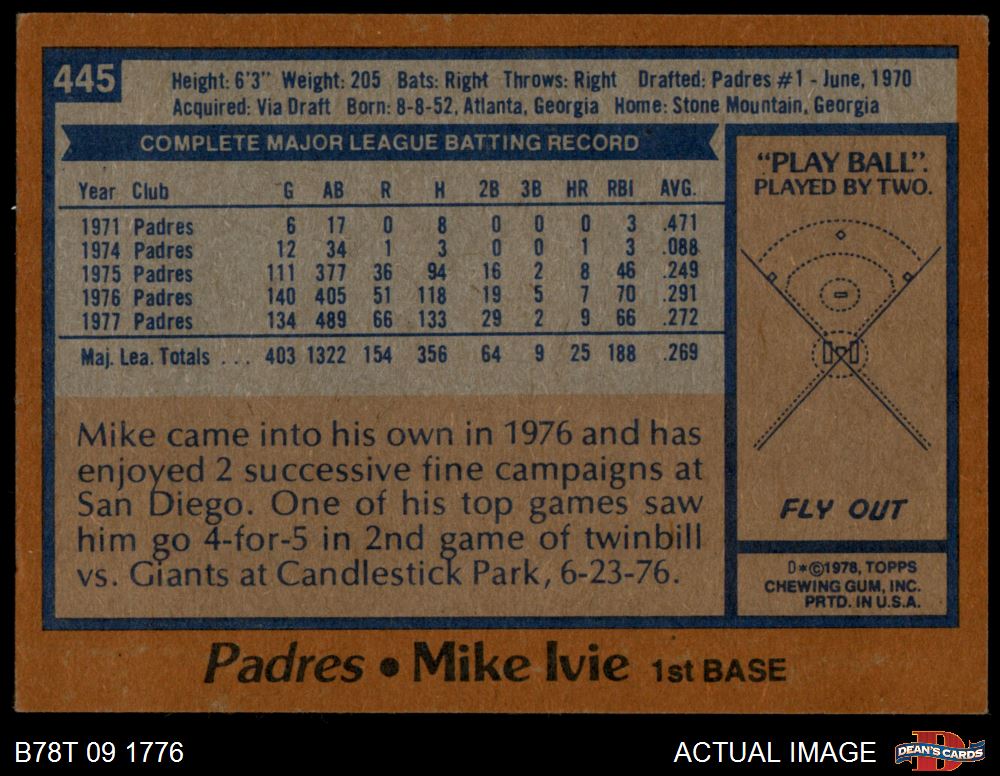 445
Height: 6'3" Weight: 205 Bats: Right Throws: Right Drafted: Padres #1 - June, 1970
Acquired: Via Draft Born: 8-8-52, Atlanta, Georgia Home: Stone Mountain, Georgia
COMPLETE MAJOR LEAGUE BATTING RECORD
Year Club G AB R H 2B 3B HR RBI AVG.
1971 Padres 6 17 0 8 0 0 0 3 .471
1974 Padres 12 34 1 3 0 0 1 3 .088
1975 Padres 111 377 36 94 16 2 8 46 .249
1976 Padres 140 405 51 118 19 5 7 70 .291
1977 Padres 134 489 66 133 29 2 9 66 .272
Maj. Lea. Totals . . . 403 1322 154 356 64 9 25 188 .269
Mike came into his own in 1976 and has
enjoyed 2 successive fine campaigns at
San Diego. One of his top games saw
him go 4-for-5 in 2nd game of twinbill
vs. Giants at Candlestick Park, 6-23-76.
"PLAY BALL".
PLAYED BY TWO.
FLY OUT
D*©1978, TOPPS
CHEWING GUM, INC.
PRTD. IN U.S.A.
Padres • Mike Ivie 1st BASE
B78T 09 1776
ACTUAL IMAGE
DEAN'S CARDS